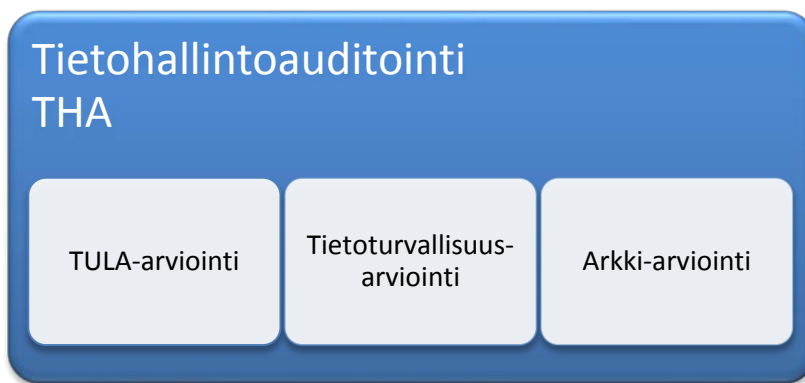 Tietohallintoauditointi
THA
TULA-arviointi
Tietoturvallisuus-
arviointi
Arkki-arviointi